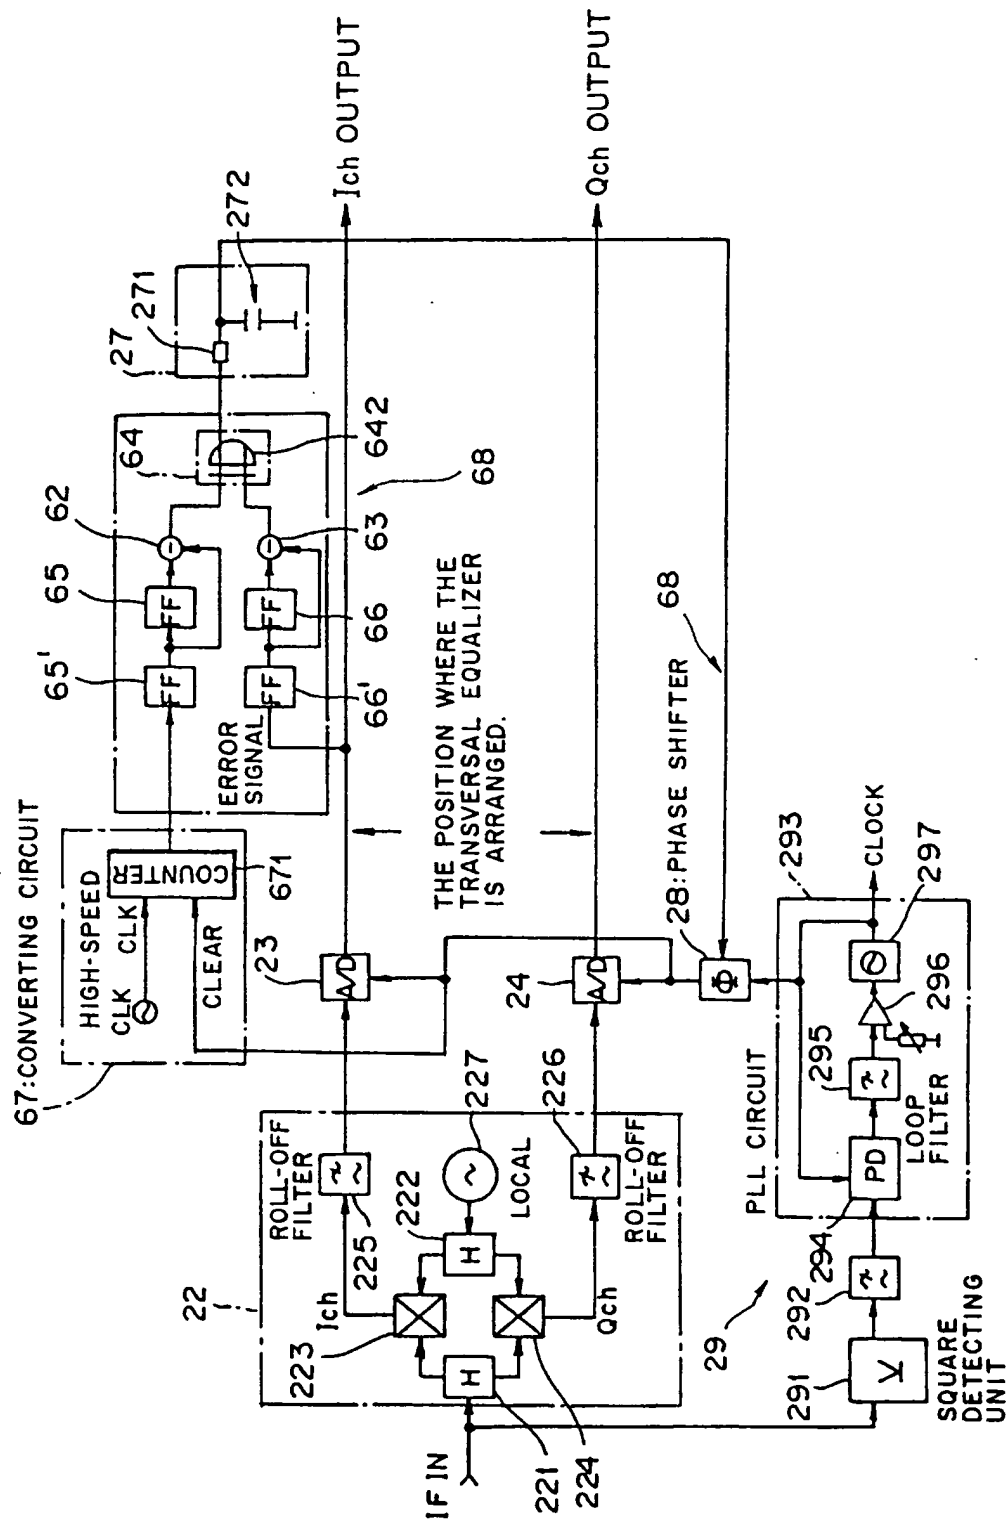 67:CONVERTING CIRCUIT
HIGH-SPEED
CLK
CLK
CLEAR
COUNTER
671
65'
65
62
64
27
271
272
FF
FF
FF
FF
−
−
66'
66
63
642
ERROR
SIGNAL
68
Ich OUTPUT
23
A/D
THE POSITION WHERE THE
TRANSVERSAL EQUALIZER
IS ARRANGED.
22
ROLL-OFF
FILTER
Ich
225
223
222
227
H
LOCAL
226
24
A/D
Qch OUTPUT
IF IN
H
221
224
Qch
ROLL-OFF
FILTER
28:PHASE SHIFTER
Φ
68
29
PLL CIRCUIT
293
CLOCK
291
292
294
PD
295
LOOP
FILTER
296
297
SQUARE
DETECTING
UNIT